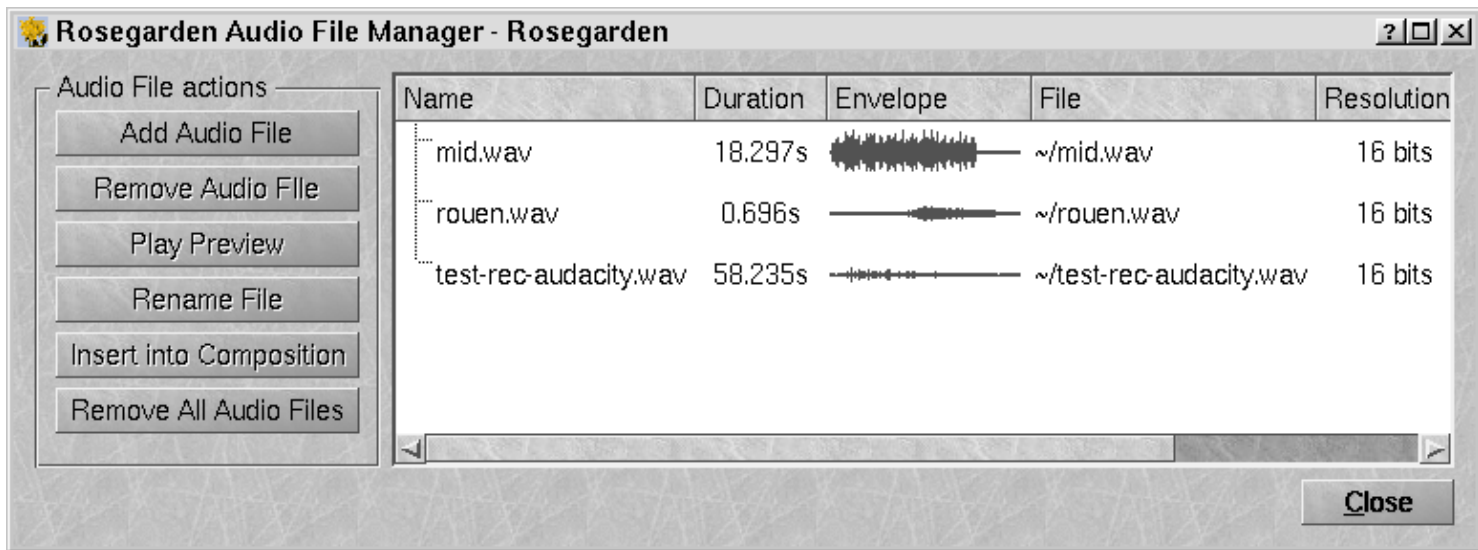 Rosegarden Audio File Manager - Rosegarden
Audio File actions
Add Audio File
Remove Audio FIle
Play Preview
Rename File
Insert into Composition
Remove All Audio Files
Name Duration Envelope File Resolution
mid.wav 18.297s ~/mid.wav 16 bits
rouen.wav 0.696s ~/rouen.wav 16 bits
test-rec-audacity.wav 58.235s ~/test-rec-audacity.wav 16 bits
Close